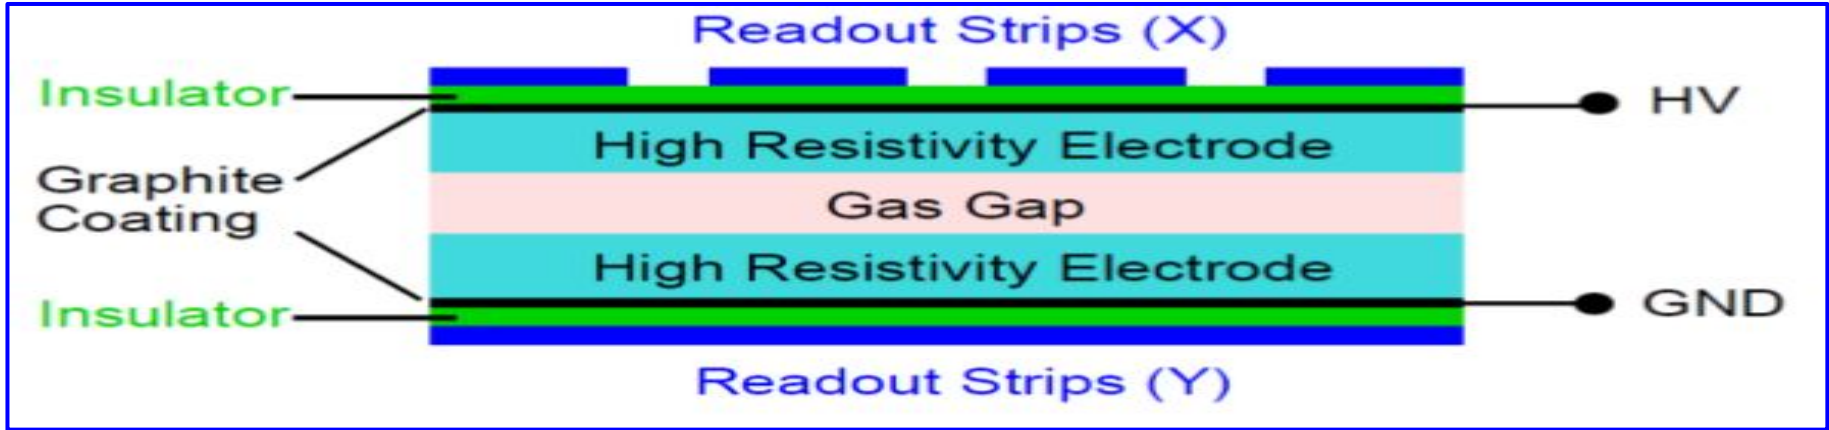 Readout Strips (X)
Insulator
HV
High Resistivity Electrode
Graphite
Coating
Gas Gap
High Resistivity Electrode
Insulator
GND
Readout Strips (Y)